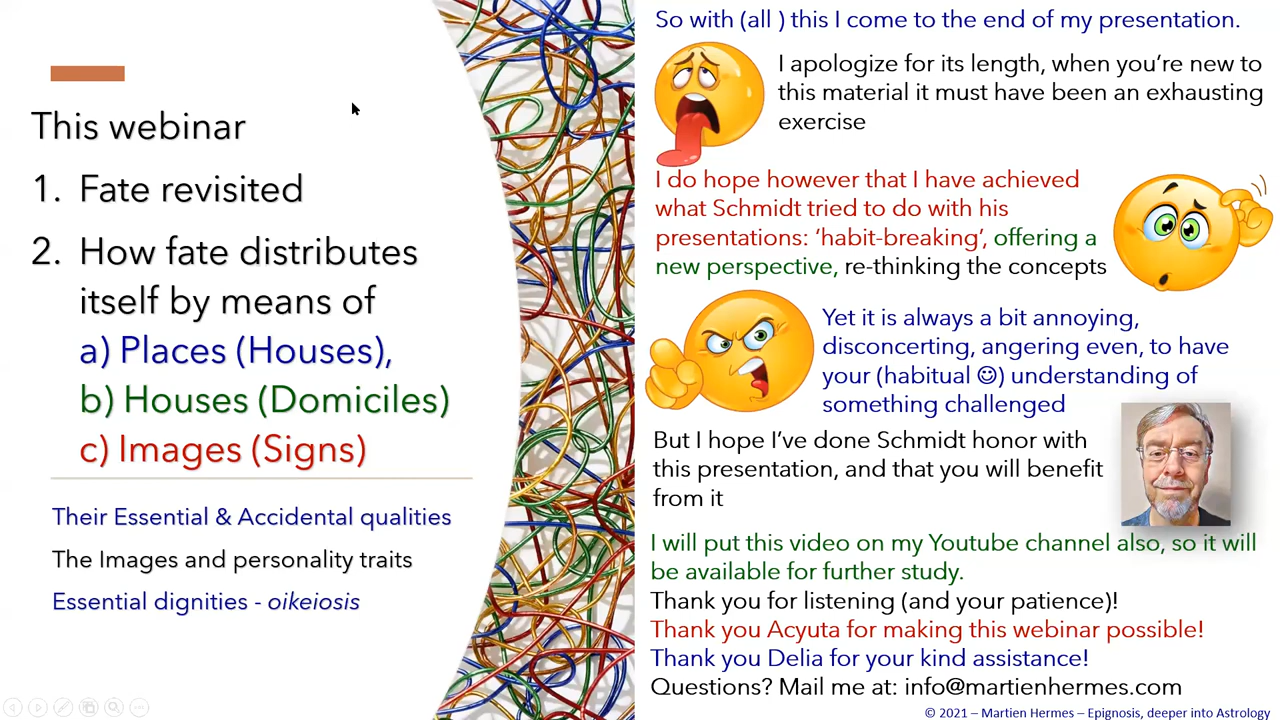 This webinar
1. Fate revisited
2. How fate distributes
itself by means of
a) Places (Houses),
b) Houses (Domiciles)
c) Images (Signs)
Their Essential & Accidental qualities
The Images and personality traits
Essential dignities - oikeiosis
So with (all ) this I come to the end of my presentation.
I apologize for its length, when you’re new to
this material it must have been an exhausting
exercise
I do hope however that I have achieved
what Schmidt tried to do with his
presentations: ‘habit-breaking’, offering a
new perspective, re-thinking the concepts
Yet it is always a bit annoying,
disconcerting, angering even, to have
your (habitual ☺) understanding of
something challenged
But I hope I’ve done Schmidt honor with
this presentation, and that you will benefit
from it
I will put this video on my Youtube channel also, so it will
be available for further study.
Thank you for listening (and your patience)!
Thank you Acyuta for making this webinar possible!
Thank you Delia for your kind assistance!
Questions? Mail me at: info@martienhermes.com
© 2021 – Martien Hermes – Epignosis, deeper into Astrology